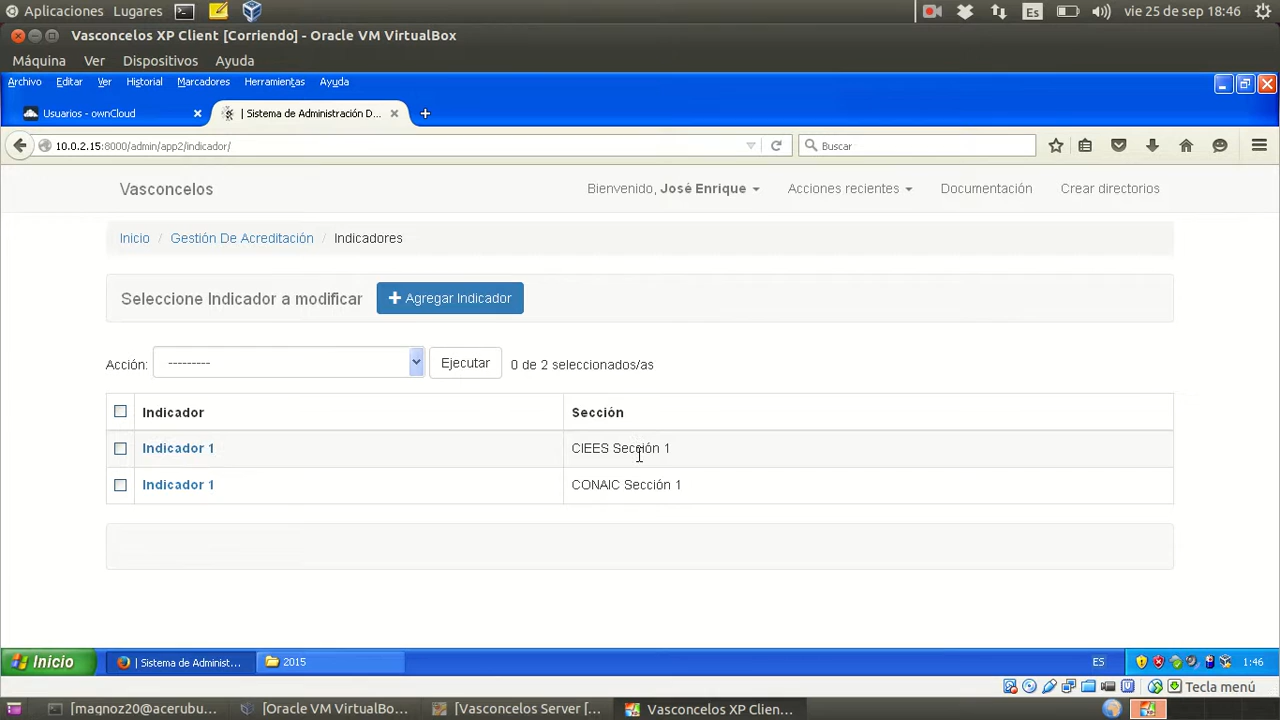 Aplicaciones Lugares Es vie 25 de sep 18:46
Vasconcelos XP Client [Corriendo] - Oracle VM VirtualBox
Máquina Ver Dispositivos Ayuda
Archivo Editar Ver Historial Marcadores Herramientas Ayuda
Usuarios - ownCloud | Sistema de Administración D...
10.0.2.15:8000/admin/app2/indicador/ Buscar
Vasconcelos Bienvenido, José Enrique Acciones recientes Documentación Crear directorios
Inicio / Gestión De Acreditación / Indicadores
Seleccione Indicador a modificar Agregar Indicador
Acción: --------- Ejecutar 0 de 2 seleccionados/as
Indicador Sección
Indicador 1 CIEES Sección 1
Indicador 1 CONAIC Sección 1
Inicio | Sistema de Administ... 2015 ES 1:46
Tecla menú
[magnoz20@acerubu... [Oracle VM VirtualBo... [Vasconcelos Server [... Vasconcelos XP Clien...